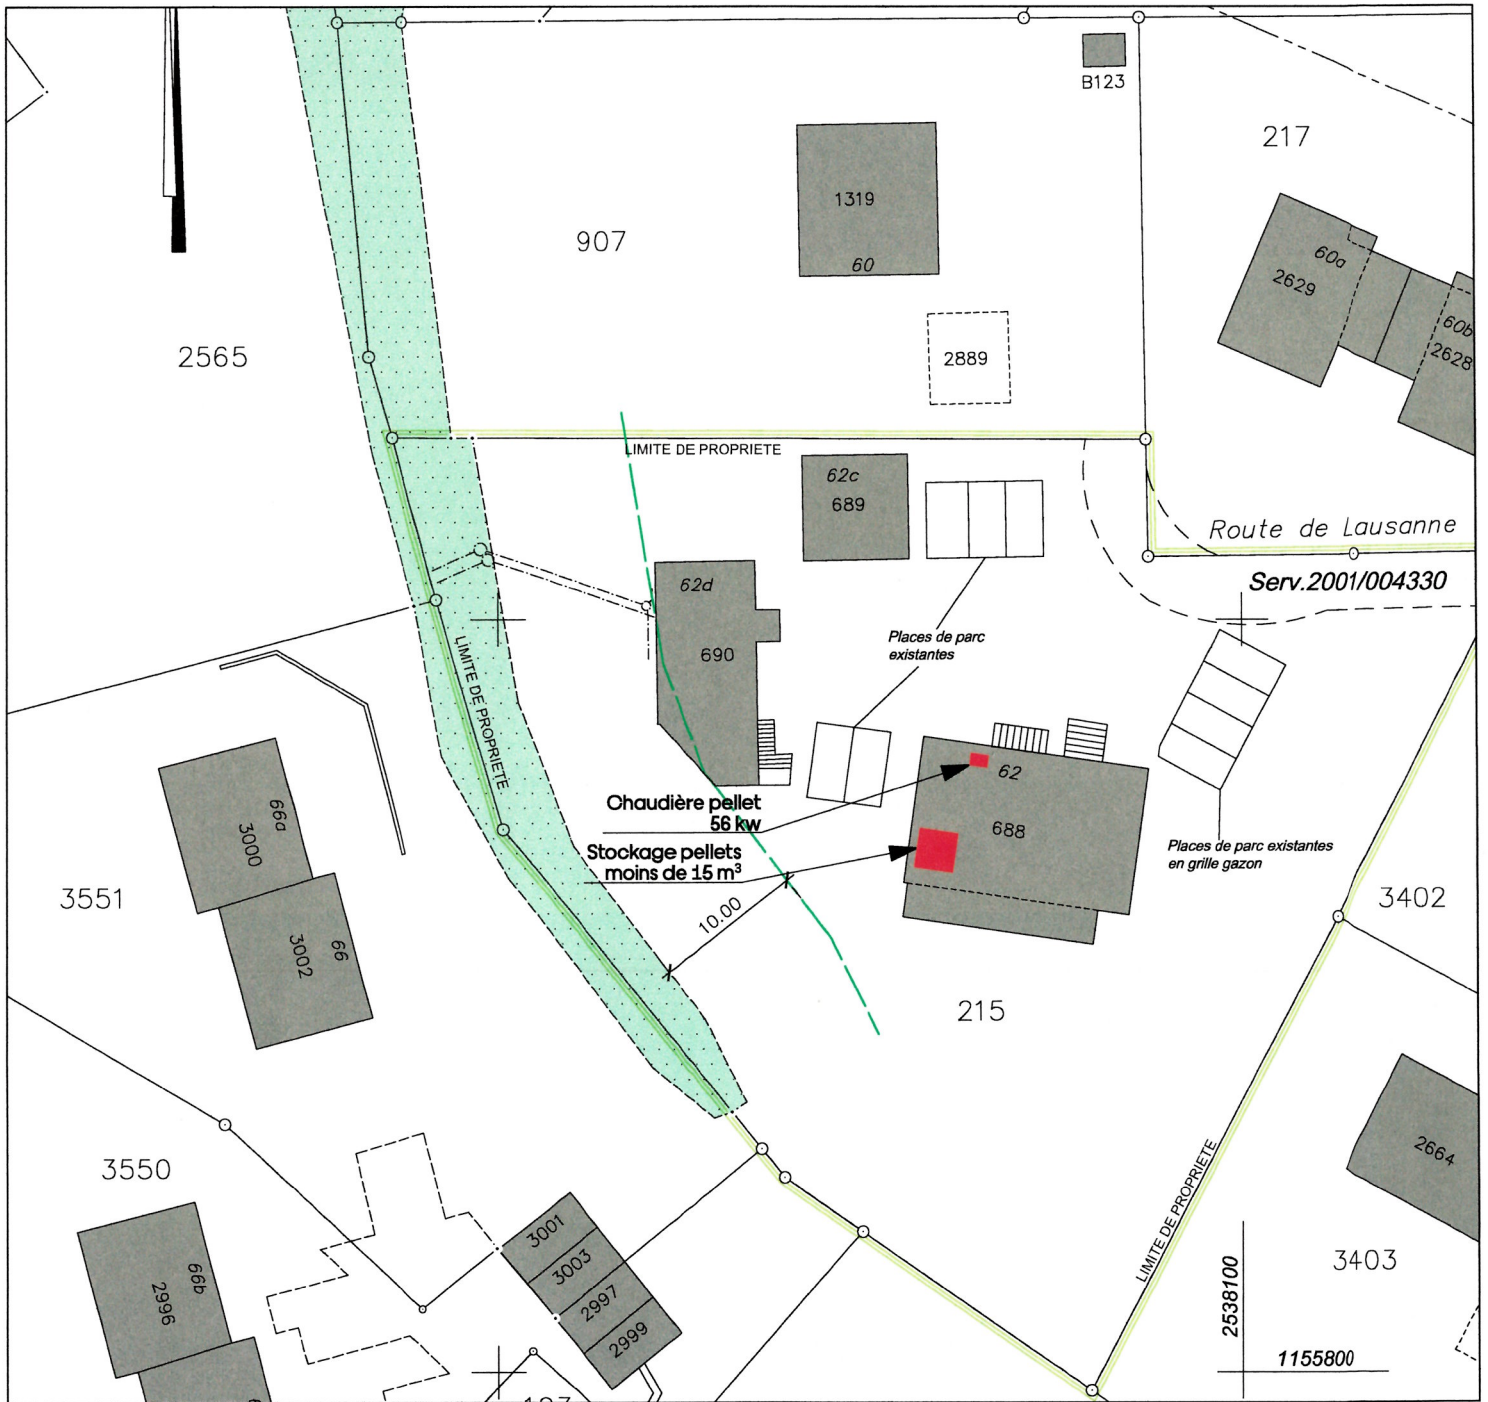 B123
217
1319
60
907
60a
2629
60b
2628
2565
2889
LIMITE DE PROPRIETE
62c
689
Route de Lausanne
Serv.2001/004330
62d
690
Places de parc
existantes
LIMITE DE PROPRIETE
62
688
Chaudière pellet
56 kw
Stockage pellets
moins de 15 m³
Places de parc existantes
en grille gazon
66a
3000
3551
66
3002
10.00
3402
215
2664
3550
LIMITE DE PROPRIETE
3403
66b
2996
3001
3003
2997
2999
2538100
1155800